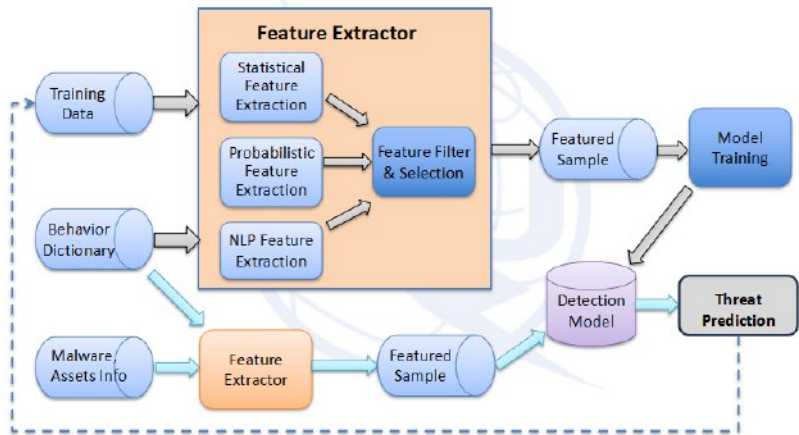 Feature Extractor
Statistical
Feature
Extraction
Training
Data
Probabilistic
Feature
Extraction
Feature Filter
& Selection
Featured
Sample
Model
Training
Behavior
Dictionary
NLP Feature
Extraction
Detection
Model
Threat
Prediction
Malware,
Assets Info
Feature
Extractor
Featured
Sample